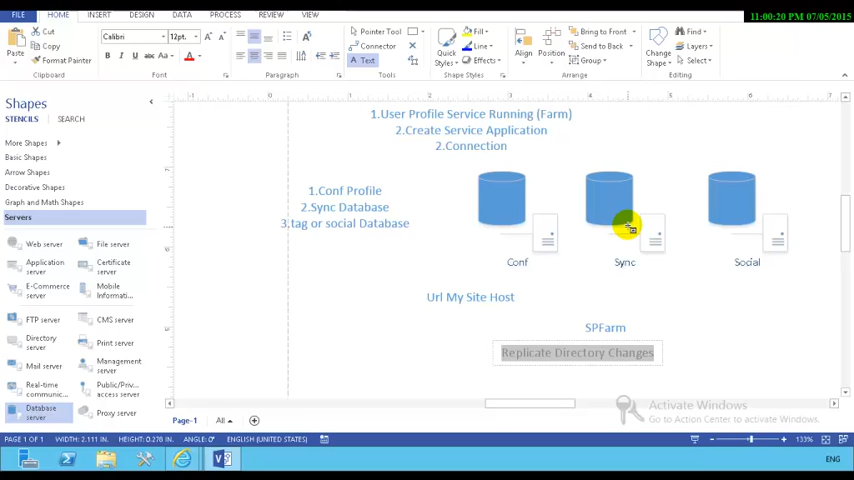 11:00:20 PM 07/05/2015
FILE HOME INSERT DESIGN DATA PROCESS REVIEW VIEW
Paste Cut Copy Format Painter
Clipboard
Calibri 12pt.
B I U abc Aa A
Font
Paragraph
Pointer Tool
Connector
A Text
Tools
Quick Styles Fill Line Effects
Shape Styles
Align Position Bring to Front Send to Back Group
Arrange
Change Shape Find Layers Select
Editing
Shapes
STENCILS SEARCH
More Shapes
Basic Shapes
Arrow Shapes
Decorative Shapes
Graph and Math Shapes
Servers
Web server File server
Application server Certificate server
E-Commerce server Mobile Informati...
FTP server CMS server
Directory server Print server
Mail server Management server
Real-time communic... Public/Priv... access server
Database server Proxy server
1.User Profile Service Running (Farm)
2.Create Service Application
2.Connection
1.Conf Profile
2.Sync Database
3.tag or social Database
Conf Sync Social
Url My Site Host
SPFarm
Replicate Directory Changes
Activate Windows
Go to Action Center to activate Windows.
Page-1 All
PAGE 1 OF 1 WIDTH: 2.111 in. HEIGHT: 0.278 in. ANGLE: 0° ENGLISH (UNITED STATES) 133%
ENG